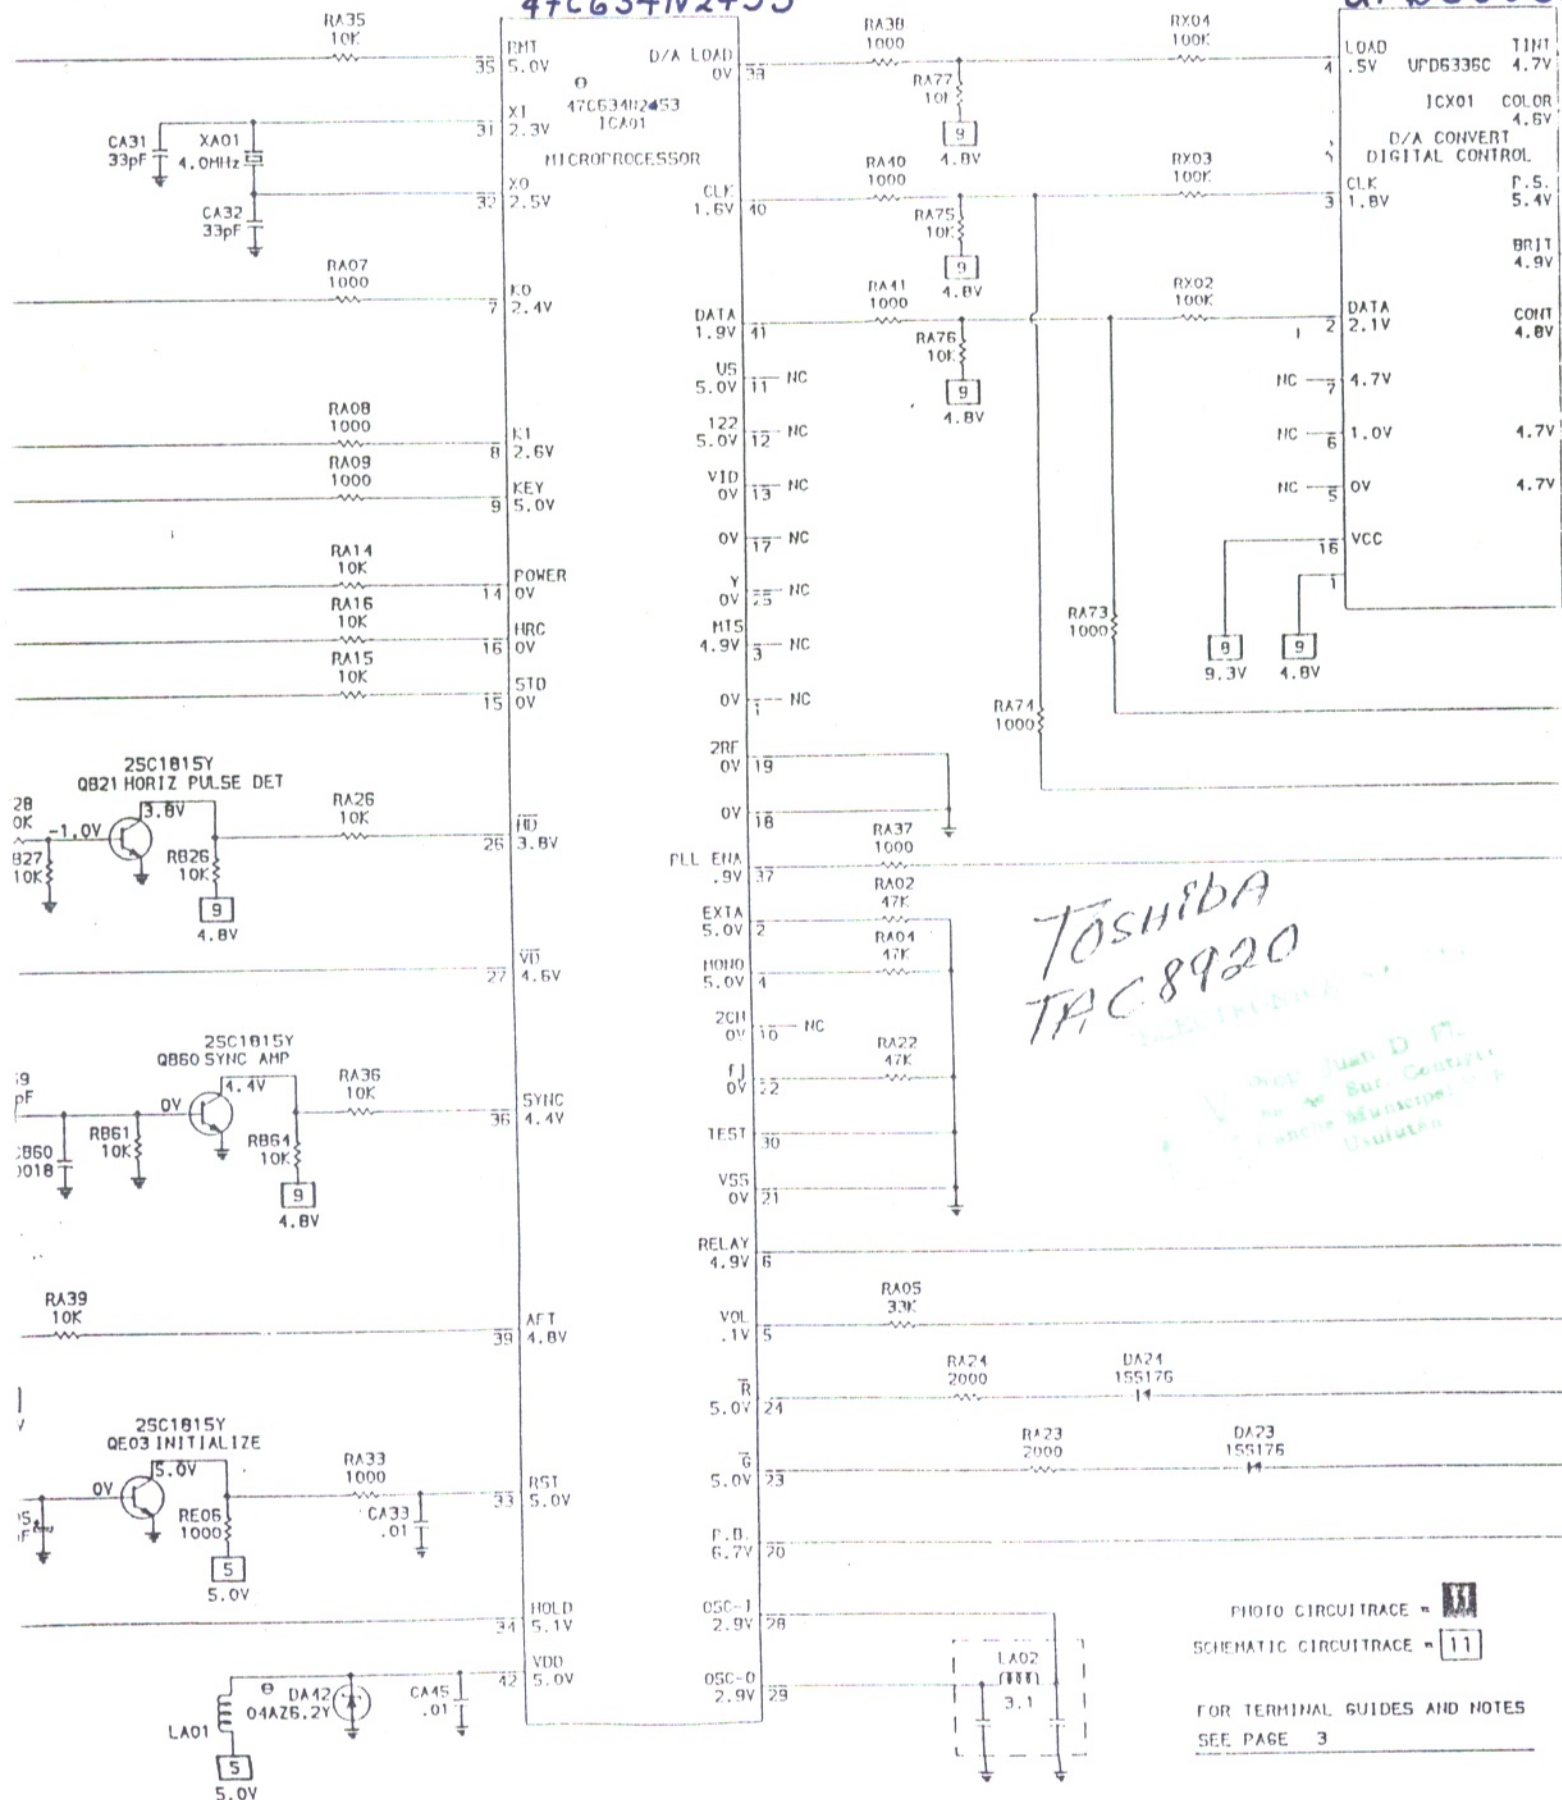 47C634N2453
RA35
10K
35
RMT
5.0V
D/A LOAD
0V
38
47C634N2453
ICA01
MICROPROCESSOR
RA38
1000
RA77
9
4.8V
RX04
100K
4
LOAD
.5V
UPD6336C
TINT
4.7V
ICX01
COLOR
4.6V
D/A CONVERT
DIGITAL CONTROL
CA31
33pF
XA01
4.0MHz
31
X1
2.3V
CA32
33pF
32
XO
2.5V
CLK
1.6V
40
RA40
1000
RA75
10K
9
4.8V
RX03
100K
3
CLK
1.8V
P.S.
5.4V
BRIT
4.9V
RA07
1000
7
K0
2.4V
DATA
1.9V
41
RA41
1000
RA76
10K
9
4.8V
RX02
100K
2
DATA
2.1V
CONT
4.8V
US
5.0V
11
NC
NC
7
4.7V
RA08
1000
8
K1
2.6V
122
5.0V
12
NC
NC
6
1.0V
4.7V
RA09
1000
9
KEY
5.0V
VID
0V
13
NC
NC
5
0V
4.7V
0V
17
NC
16
VCC
1
8
9.3V
9
4.8V
RA14
10K
14
POWER
0V
Y
0V
25
NC
RA16
10K
16
HRC
0V
MTS
4.9V
3
NC
RA73
1000
RA15
10K
15
STD
0V
0V
1
NC
RA74
1000
2RF
0V
19
0V
18
2SC1815Y
QB21 HORIZ PULSE DET
28
0K
-1.0V
3.8V
B27
10K
RB26
10K
9
4.8V
RA26
10K
26
HD
3.8V
PLL ENA
.9V
37
RA37
1000
EXTA
5.0V
2
RA02
47K
MONO
5.0V
4
RA04
47K
TOSHIBA
TAC8920
Juan D
Sur.
Municipal
Usulutan
27
VD
4.6V
2CH
0V
10
NC
0V
22
RA22
47K
2SC1815Y
QB60 SYNC AMP
pF
0V
4.4V
B60
0018
RB61
10K
RB64
10K
9
4.8V
RA36
10K
36
SYNC
4.4V
TEST
30
VSS
0V
21
RELAY
4.9V
6
RA39
10K
39
AFT
4.8V
VOL
.1V
5
RA05
33K
R
5.0V
24
RA24
2000
DA24
1SS176
G
5.0V
23
RA23
2000
DA23
1SS176
2SC1815Y
QE03 INITIALIZE
0V
5.0V
RE06
1000
5
5.0V
RA33
1000
CA33
.01
33
RST
5.0V
P.B.
6.7V
20
34
HOLD
5.1V
OSC-I
2.9V
28
OSC-O
2.9V
29
LA02
3.1
LA01
5
5.0V
DA42
04AZ6.2Y
CA45
.01
42
VDD
5.0V
PHOTO CIRCUITRACE = 11
SCHEMATIC CIRCUITRACE = 11
FOR TERMINAL GUIDES AND NOTES
SEE PAGE 3